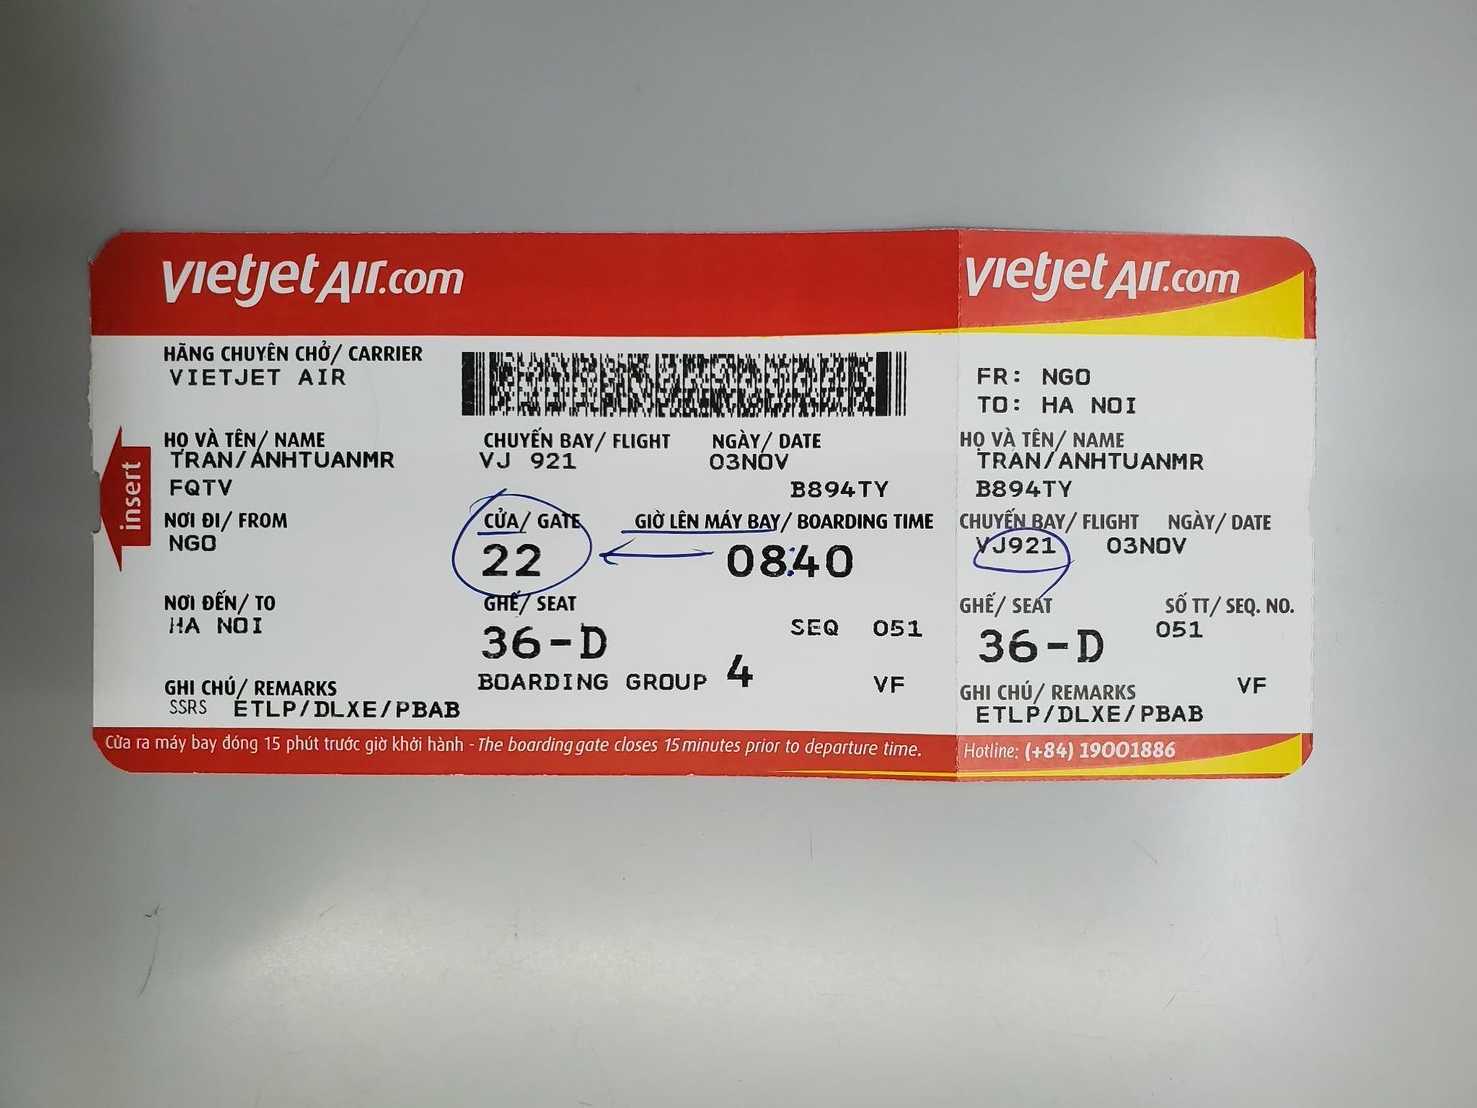 vietjetAir.com
HÃNG CHUYÊN CHỞ/ CARRIER
VIETJET AIR
HỌ VÀ TÊN/ NAME
TRAN/ANHTUANMR
FQTV
CHUYẾN BAY/ FLIGHT
VJ 921
NGÀY/ DATE
03NOV
B894TY
NƠI ĐI/ FROM
NGO
CỬA/ GATE
22
GIỜ LÊN MÁY BAY/ BOARDING TIME
08:40
NƠI ĐẾN/ TO
HA NOI
GHẾ/ SEAT
36-D
SEQ 051
BOARDING GROUP 4
VF
GHI CHÚ/ REMARKS
SSRS ETLP/DLXE/PBAB
insert
Cửa ra máy bay đóng 15 phút trước giờ khởi hành - The boarding gate closes 15 minutes prior to departure time.
vietjetAir.com
FR: NGO
TO: HA NOI
HỌ VÀ TÊN/ NAME
TRAN/ANHTUANMR
B894TY
CHUYẾN BAY/ FLIGHT NGÀY/ DATE
VJ921 03NOV
GHẾ/ SEAT SỐ TT/ SEQ. NO.
36-D 051
GHI CHÚ/ REMARKS VF
ETLP/DLXE/PBAB
Hotline: (+84) 19001886